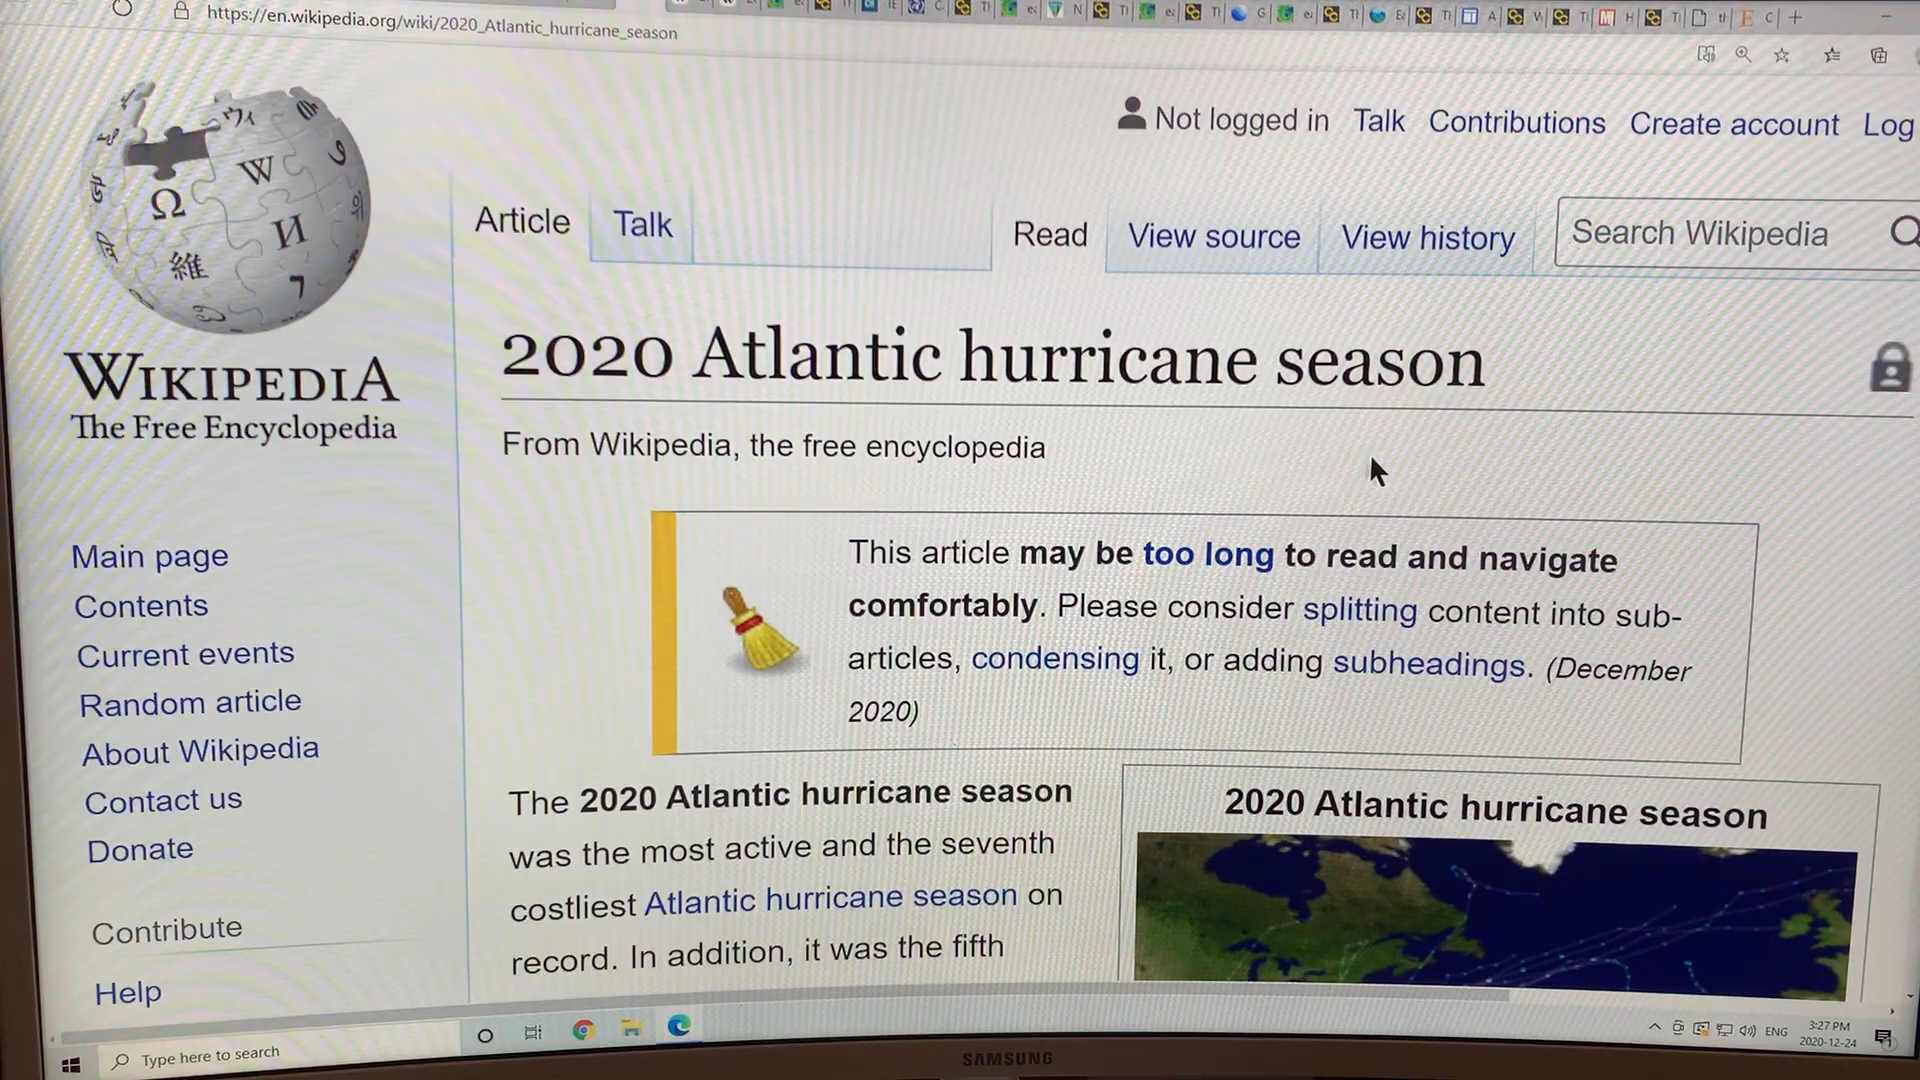 https://en.wikipedia.org/wiki/2020_Atlantic_hurricane_season
Not logged in Talk Contributions Create account Log
Article Talk Read View source View history Search Wikipedia
Ω W И 維 7 ウィ
WIKIPEDIA
The Free Encyclopedia
2020 Atlantic hurricane season
From Wikipedia, the free encyclopedia
Main page
Contents
Current events
Random article
About Wikipedia
Contact us
Donate
Contribute
Help
This article may be too long to read and navigate
comfortably. Please consider splitting content into sub-
articles, condensing it, or adding subheadings. (December
2020)
The 2020 Atlantic hurricane season
was the most active and the seventh
costliest Atlantic hurricane season on
record. In addition, it was the fifth
2020 Atlantic hurricane season
Type here to search
ENG
3:27 PM
2020-12-24
SAMSUNG